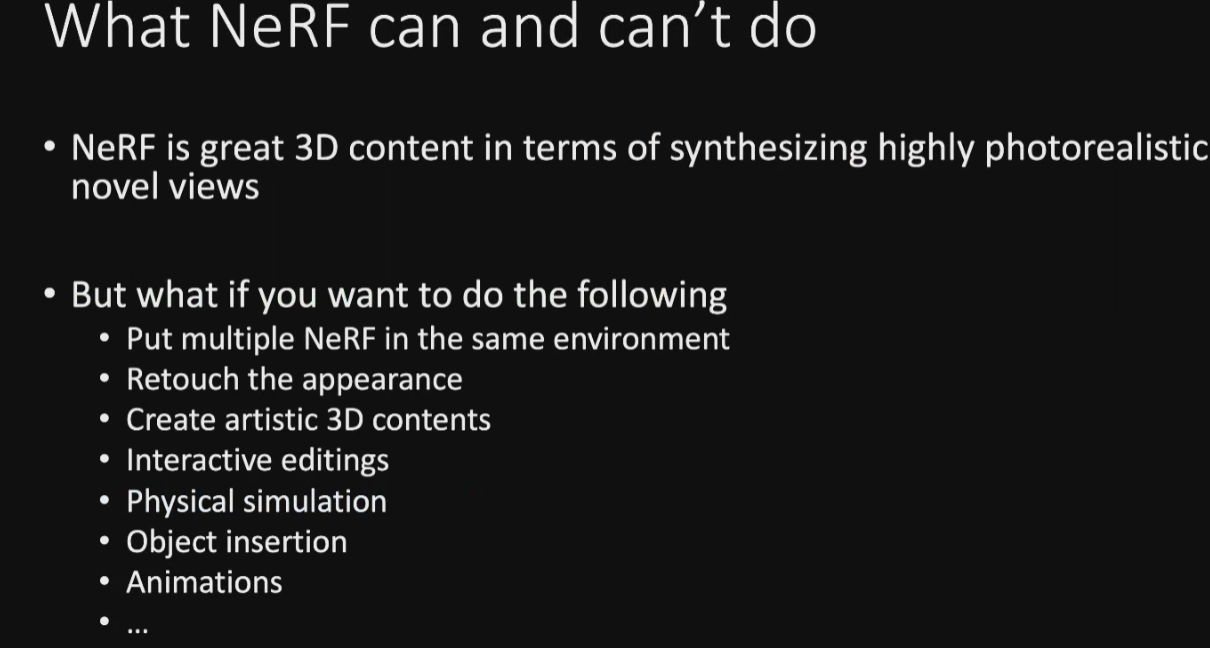 What NeRF can and can’t do
• NeRF is great 3D content in terms of synthesizing highly photorealistic
novel views
• But what if you want to do the following
• Put multiple NeRF in the same environment
• Retouch the appearance
• Create artistic 3D contents
• Interactive editings
• Physical simulation
• Object insertion
• Animations
• ...